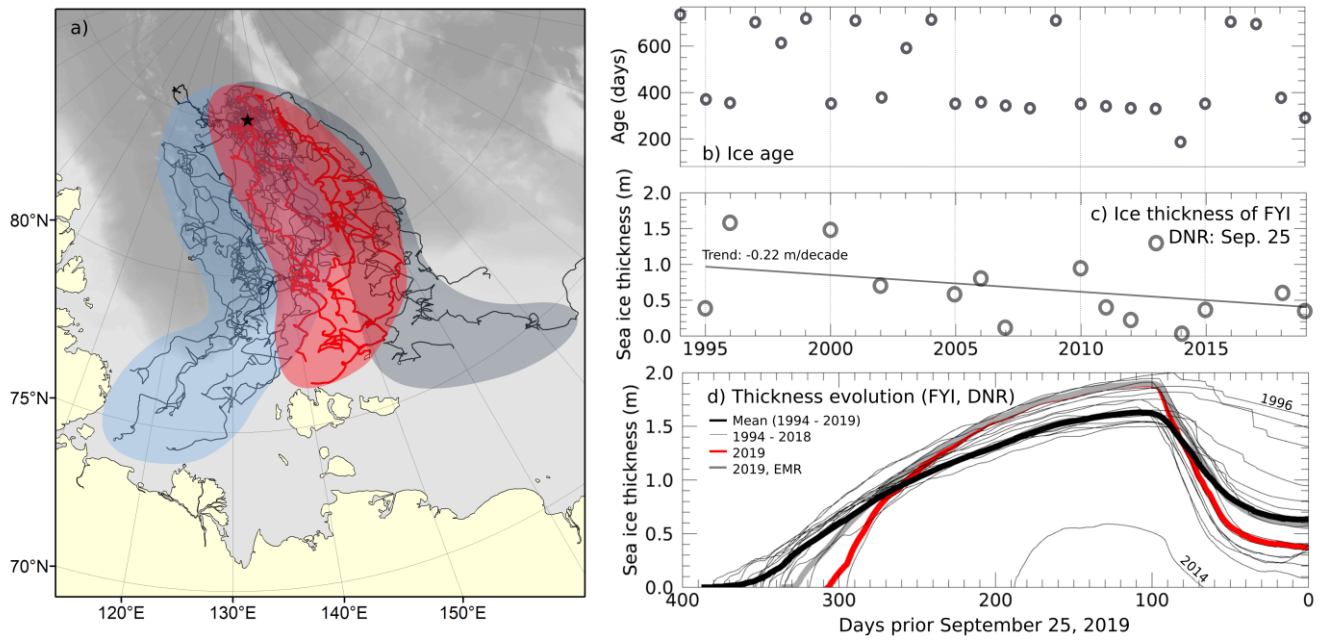 a)
80°N
75°N
70°N
120°E 130°E 140°E 150°E
Age (days)
600
400
200
b) Ice age
Sea ice thickness (m)
2.0
1.5
1.0
0.5
0.0
c) Ice thickness of FYI
DNR: Sep. 25
Trend: -0.22 m/decade
1995 2000 2005 2010 2015
Sea ice thickness (m)
2.0
1.5
1.0
0.5
0.0
d) Thickness evolution (FYI, DNR)
Mean (1994 - 2019)
1994 - 2018
2019
2019, EMR
1996
2014
400 300 200 100 0
Days prior September 25, 2019